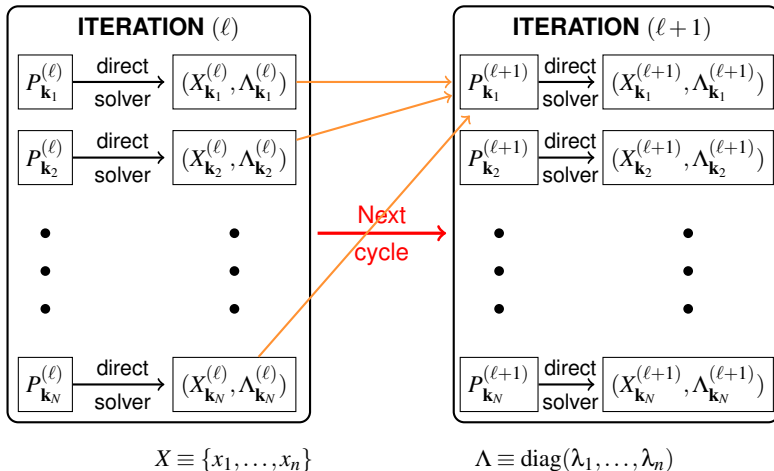 ITERATION (ℓ)
P_{k_1}^{(ℓ)} direct solver (X_{k_1}^{(ℓ)}, Λ_{k_1}^{(ℓ)})
P_{k_2}^{(ℓ)} direct solver (X_{k_2}^{(ℓ)}, Λ_{k_2}^{(ℓ)})
P_{k_N}^{(ℓ)} direct solver (X_{k_N}^{(ℓ)}, Λ_{k_N}^{(ℓ)})
Next
cycle
ITERATION (ℓ+1)
P_{k_1}^{(ℓ+1)} direct solver (X_{k_1}^{(ℓ+1)}, Λ_{k_1}^{(ℓ+1)})
P_{k_2}^{(ℓ+1)} direct solver (X_{k_2}^{(ℓ+1)}, Λ_{k_2}^{(ℓ+1)})
P_{k_N}^{(ℓ+1)} direct solver (X_{k_N}^{(ℓ+1)}, Λ_{k_N}^{(ℓ+1)})
X ≡ {x_1, ..., x_n}
Λ ≡ diag(λ_1, ..., λ_n)